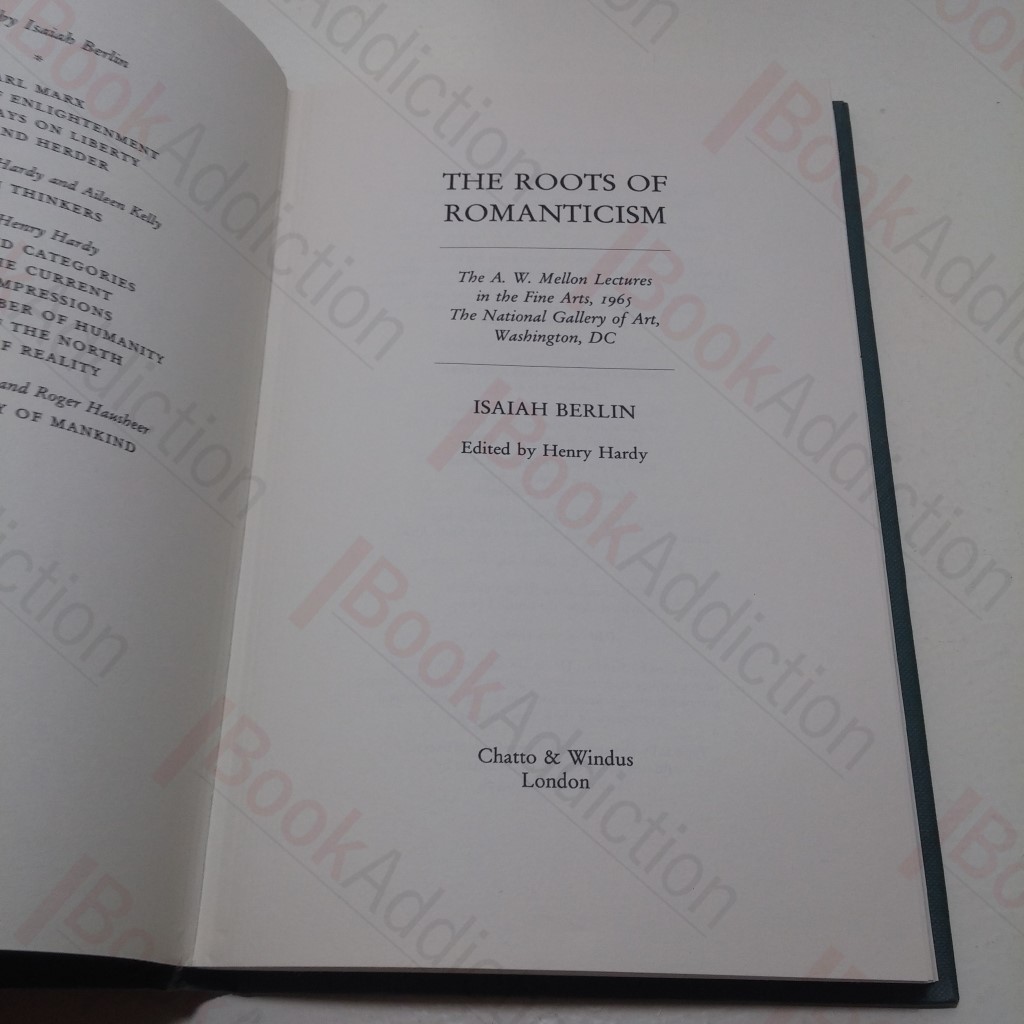 by Isaiah Berlin
*
ARL MARX
F ENLIGHTENMENT
AYS ON LIBERTY
AND HERDER
Hardy and Aileen Kelly
N THINKERS
Henry Hardy
D CATEGORIES
HE CURRENT
MPRESSIONS
BER OF HUMANITY
THE NORTH
F REALITY
and Roger Hausheer
Y OF MANKIND
THE ROOTS OF
ROMANTICISM
The A. W. Mellon Lectures
in the Fine Arts, 1965
The National Gallery of Art,
Washington, DC
ISAIAH BERLIN
Edited by Henry Hardy
Chatto & Windus
London
BookAddiction